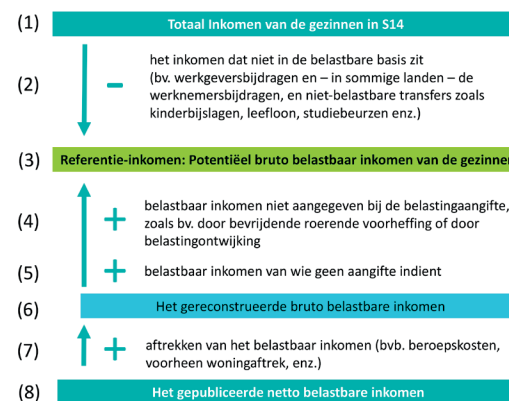 (1) Totaal Inkomen van de gezinnen in S14
het inkomen dat niet in de belastbare basis zit
(2) – (bv. werkgeversbijdragen en – in sommige landen – de
werknemersbijdragen, en niet-belastbare transfers zoals
kinderbijslagen, leefloon, studiebeurzen enz.)
(3) Referentie-inkomen: Potentiëel bruto belastbaar inkomen van de gezinnen
belastbaar inkomen niet aangegeven bij de belastingaangifte,
(4) + zoals bv. door bevrijdende roerende voorheffing of door
belastingontwijking
(5) + belastbaar inkomen van wie geen aangifte indient
(6) Het gereconstrueerde bruto belastbare inkomen
(7) + aftrekken van het belastbaar inkomen (bvb. beroepskosten,
voorheen woningaftrek, enz.)
(8) Het gepubliceerde netto belastbare inkomen